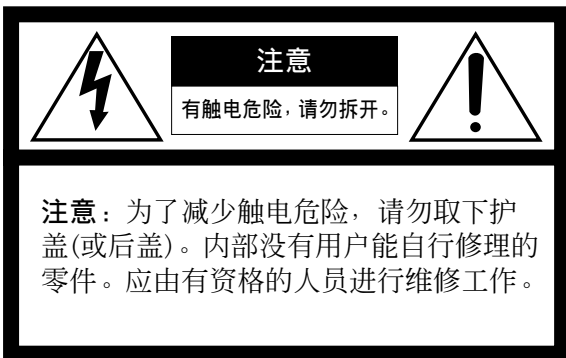 注意
有触电危险,请勿拆开。
注意：为了减少触电危险，请勿取下护
盖(或后盖)。内部没有用户能自行修理的
零件。应由有资格的人员进行维修工作。